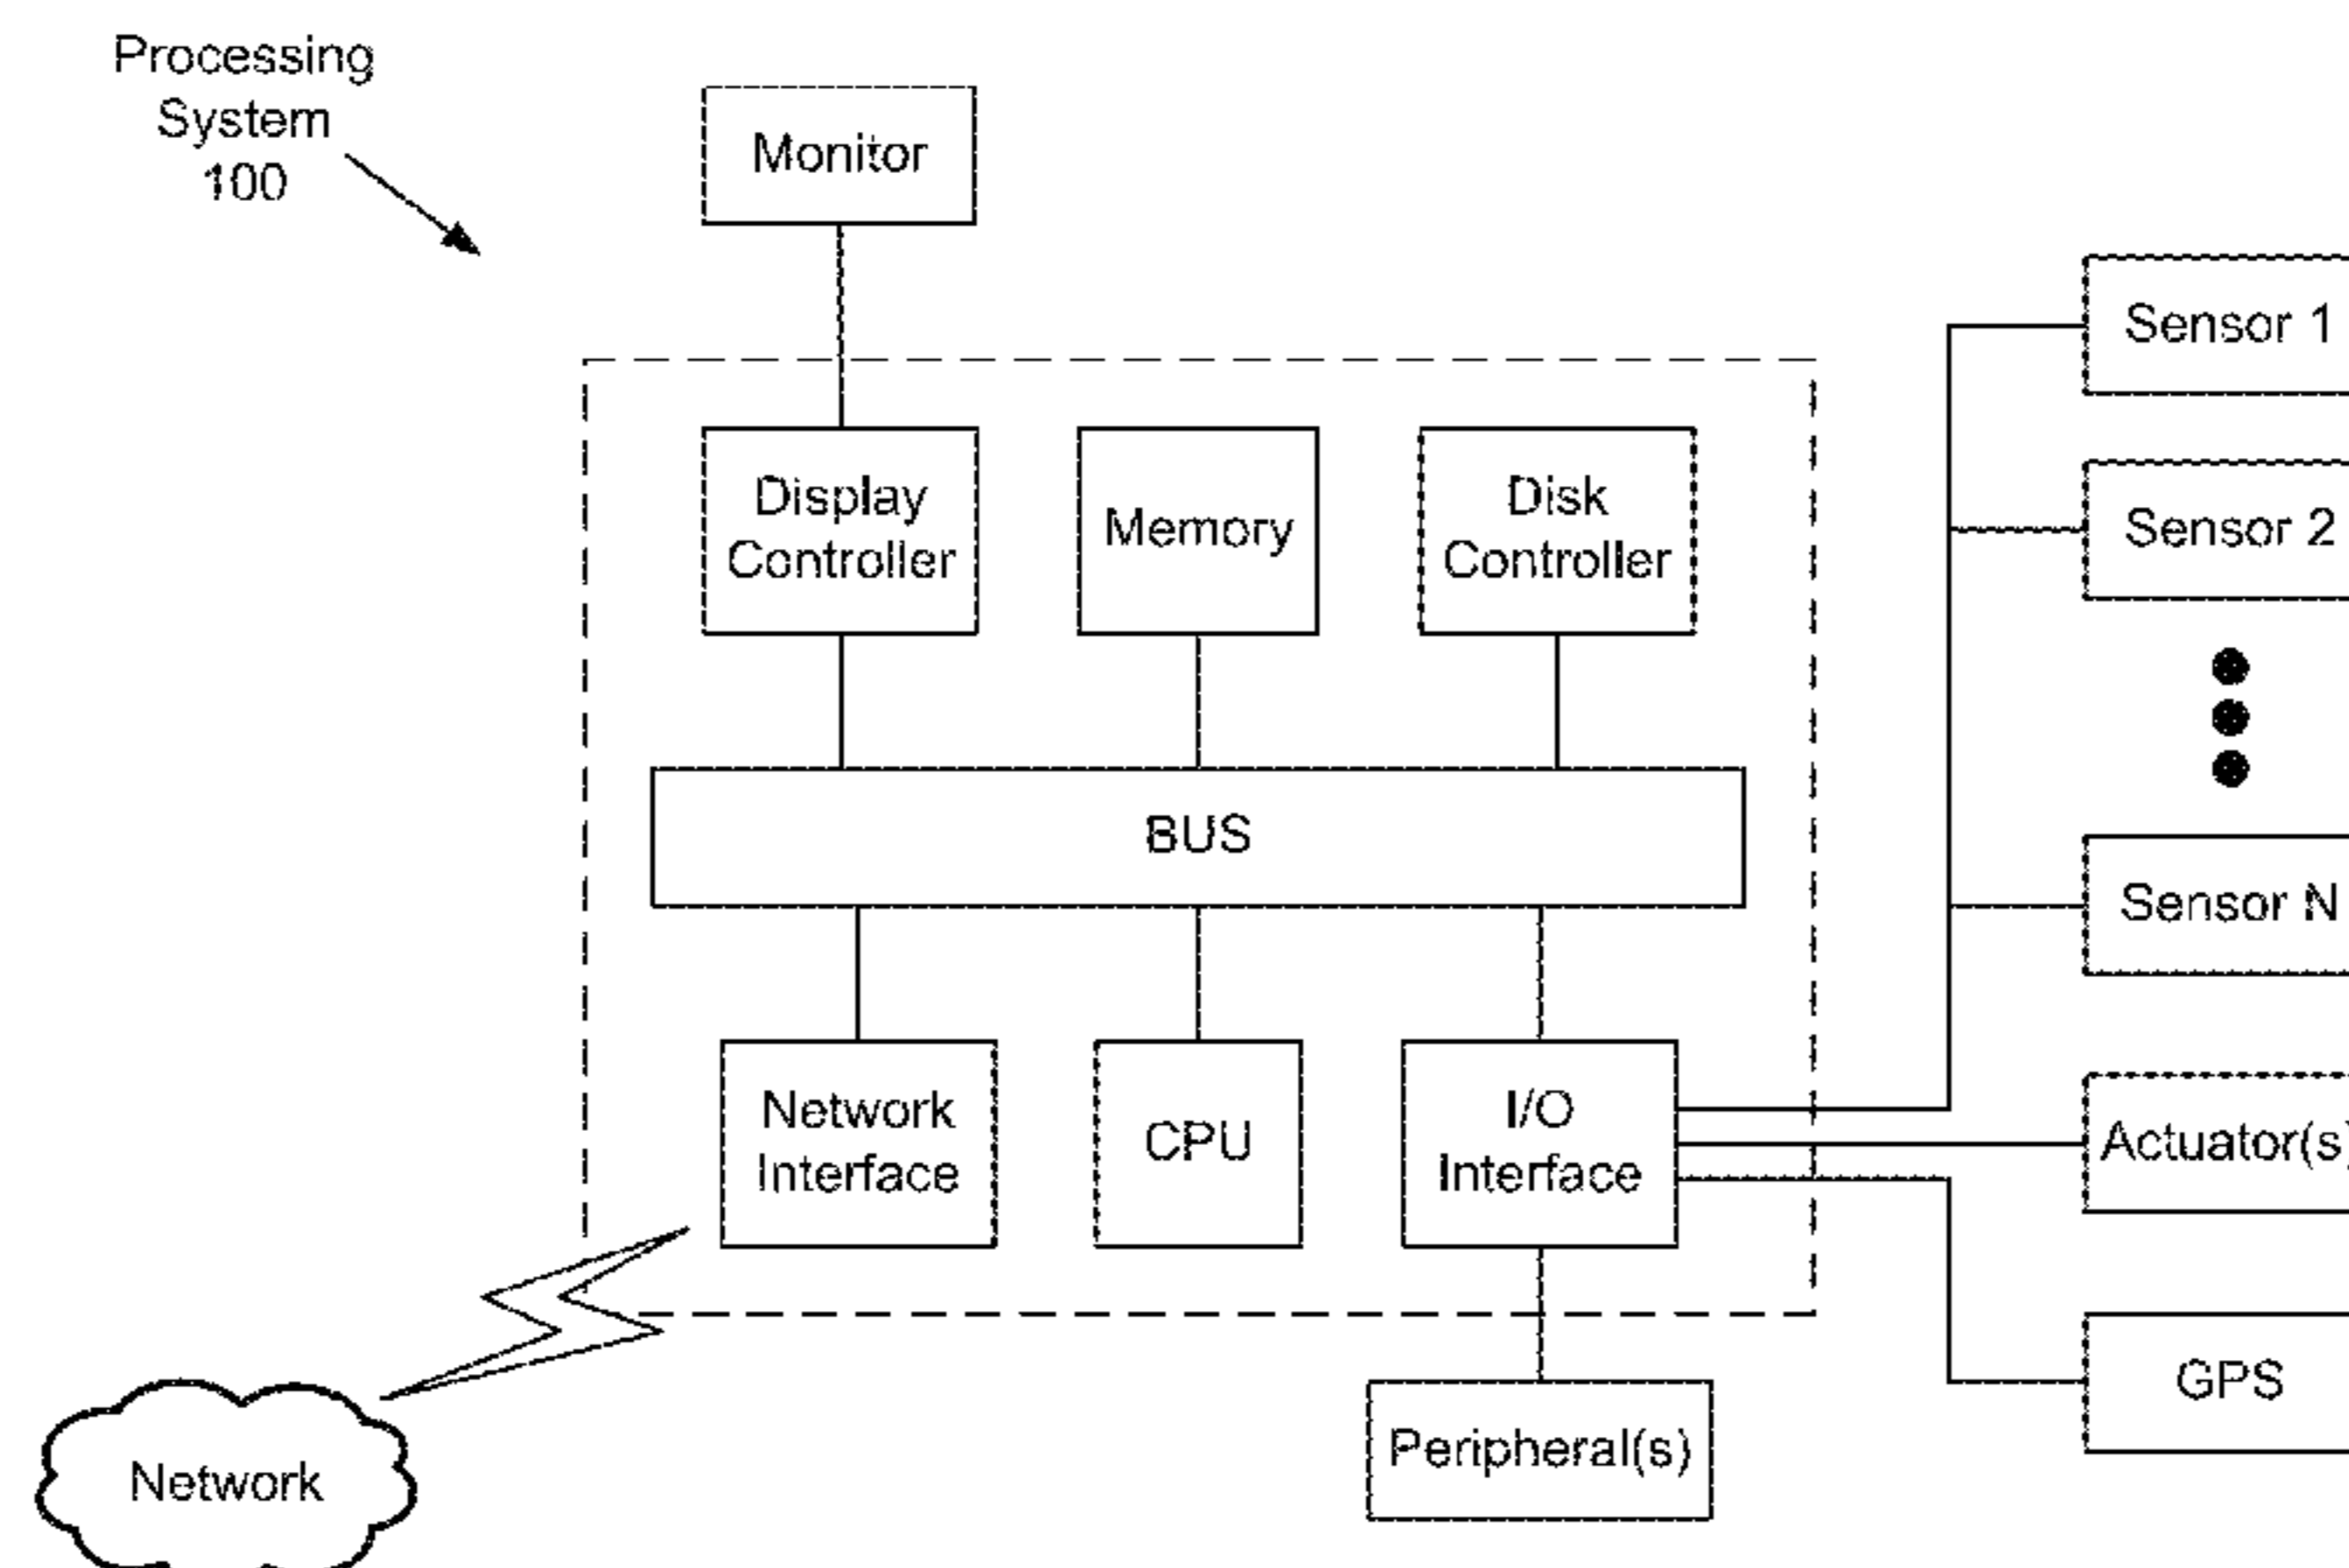 Processing
System
100
Monitor
Sensor 1
Display
Controller
Memory
Disk
Controller
Sensor 2
BUS
Sensor N
Network
Interface
CPU
I/O
Interface
Actuator(s)
GPS
Peripheral(s)
Network